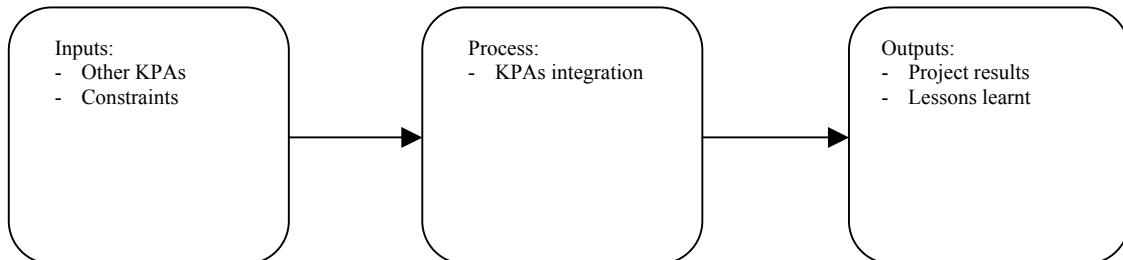 Inputs:
- Other KPAs
- Constraints
Process:
- KPAs integration
Outputs:
- Project results
- Lessons learnt